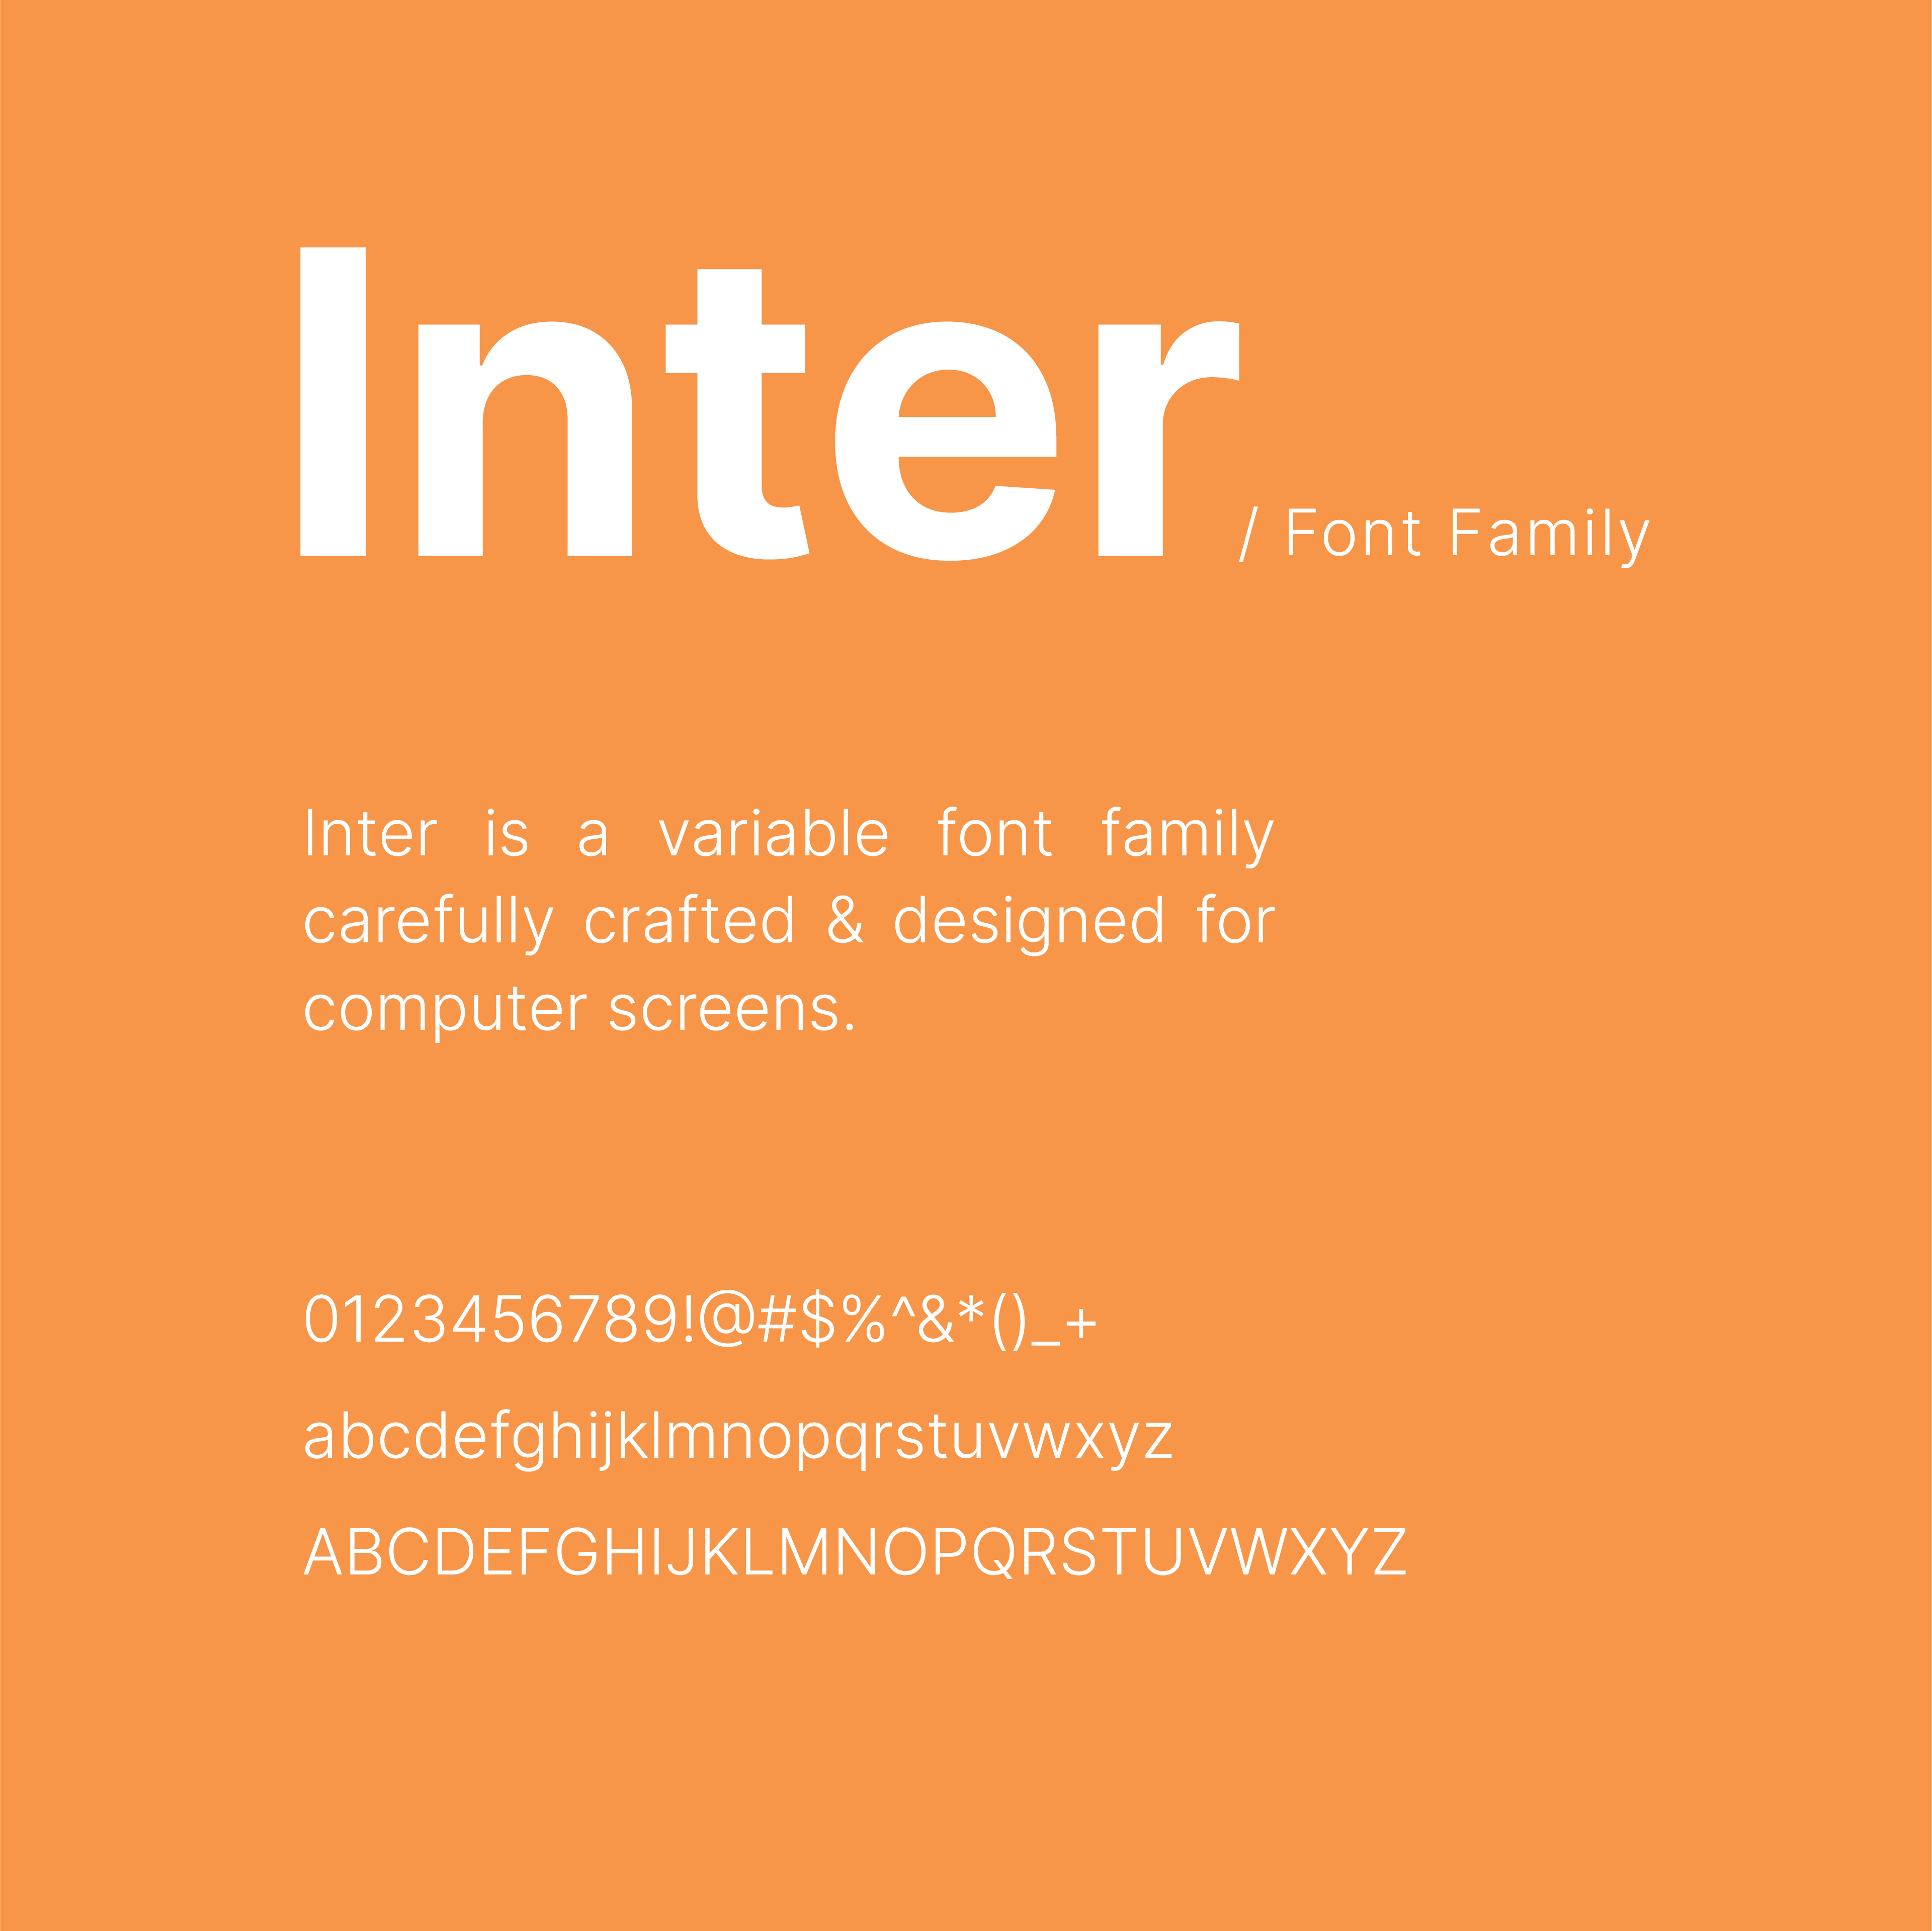 Inter / Font Family
Inter is a variable font family
carefully crafted & designed for
computer screens.
0123456789!@#$%^&*()_+
abcdefghijklmnopqrstuvwxyz
ABCDEFGHIJKLMNOPQRSTUVWXYZ